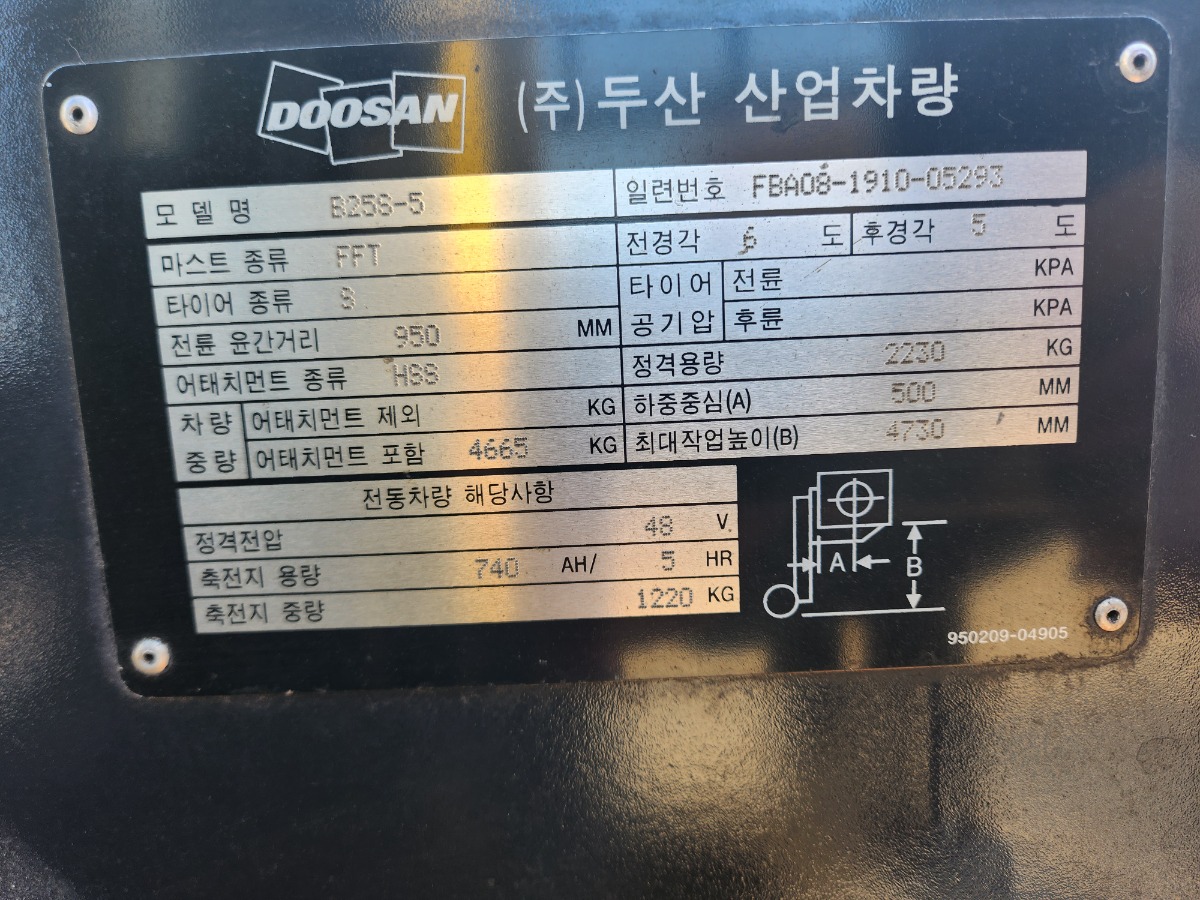 DOOSAN (주)두산 산업차량
모델명 B25S-5 일련번호 FBA08-1910-05293
마스트 종류 FFT 전경각 6 도 후경각 5 도
타이어 종류 S 타이어 전륜 KPA
전륜 윤간거리 950 MM 공기압 후륜 KPA
어태치먼트 종류 HSS 정격용량 2230 KG
차량 어태치먼트 제외 KG 하중중심(A) 500 MM
중량 어태치먼트 포함 4665 KG 최대작업높이(B) 4730 MM
전동차량 해당사항
정격전압 48 V.
축전지 용량 740 AH/ 5 HR
축전지 중량 1220 KG
A B
950209-04905